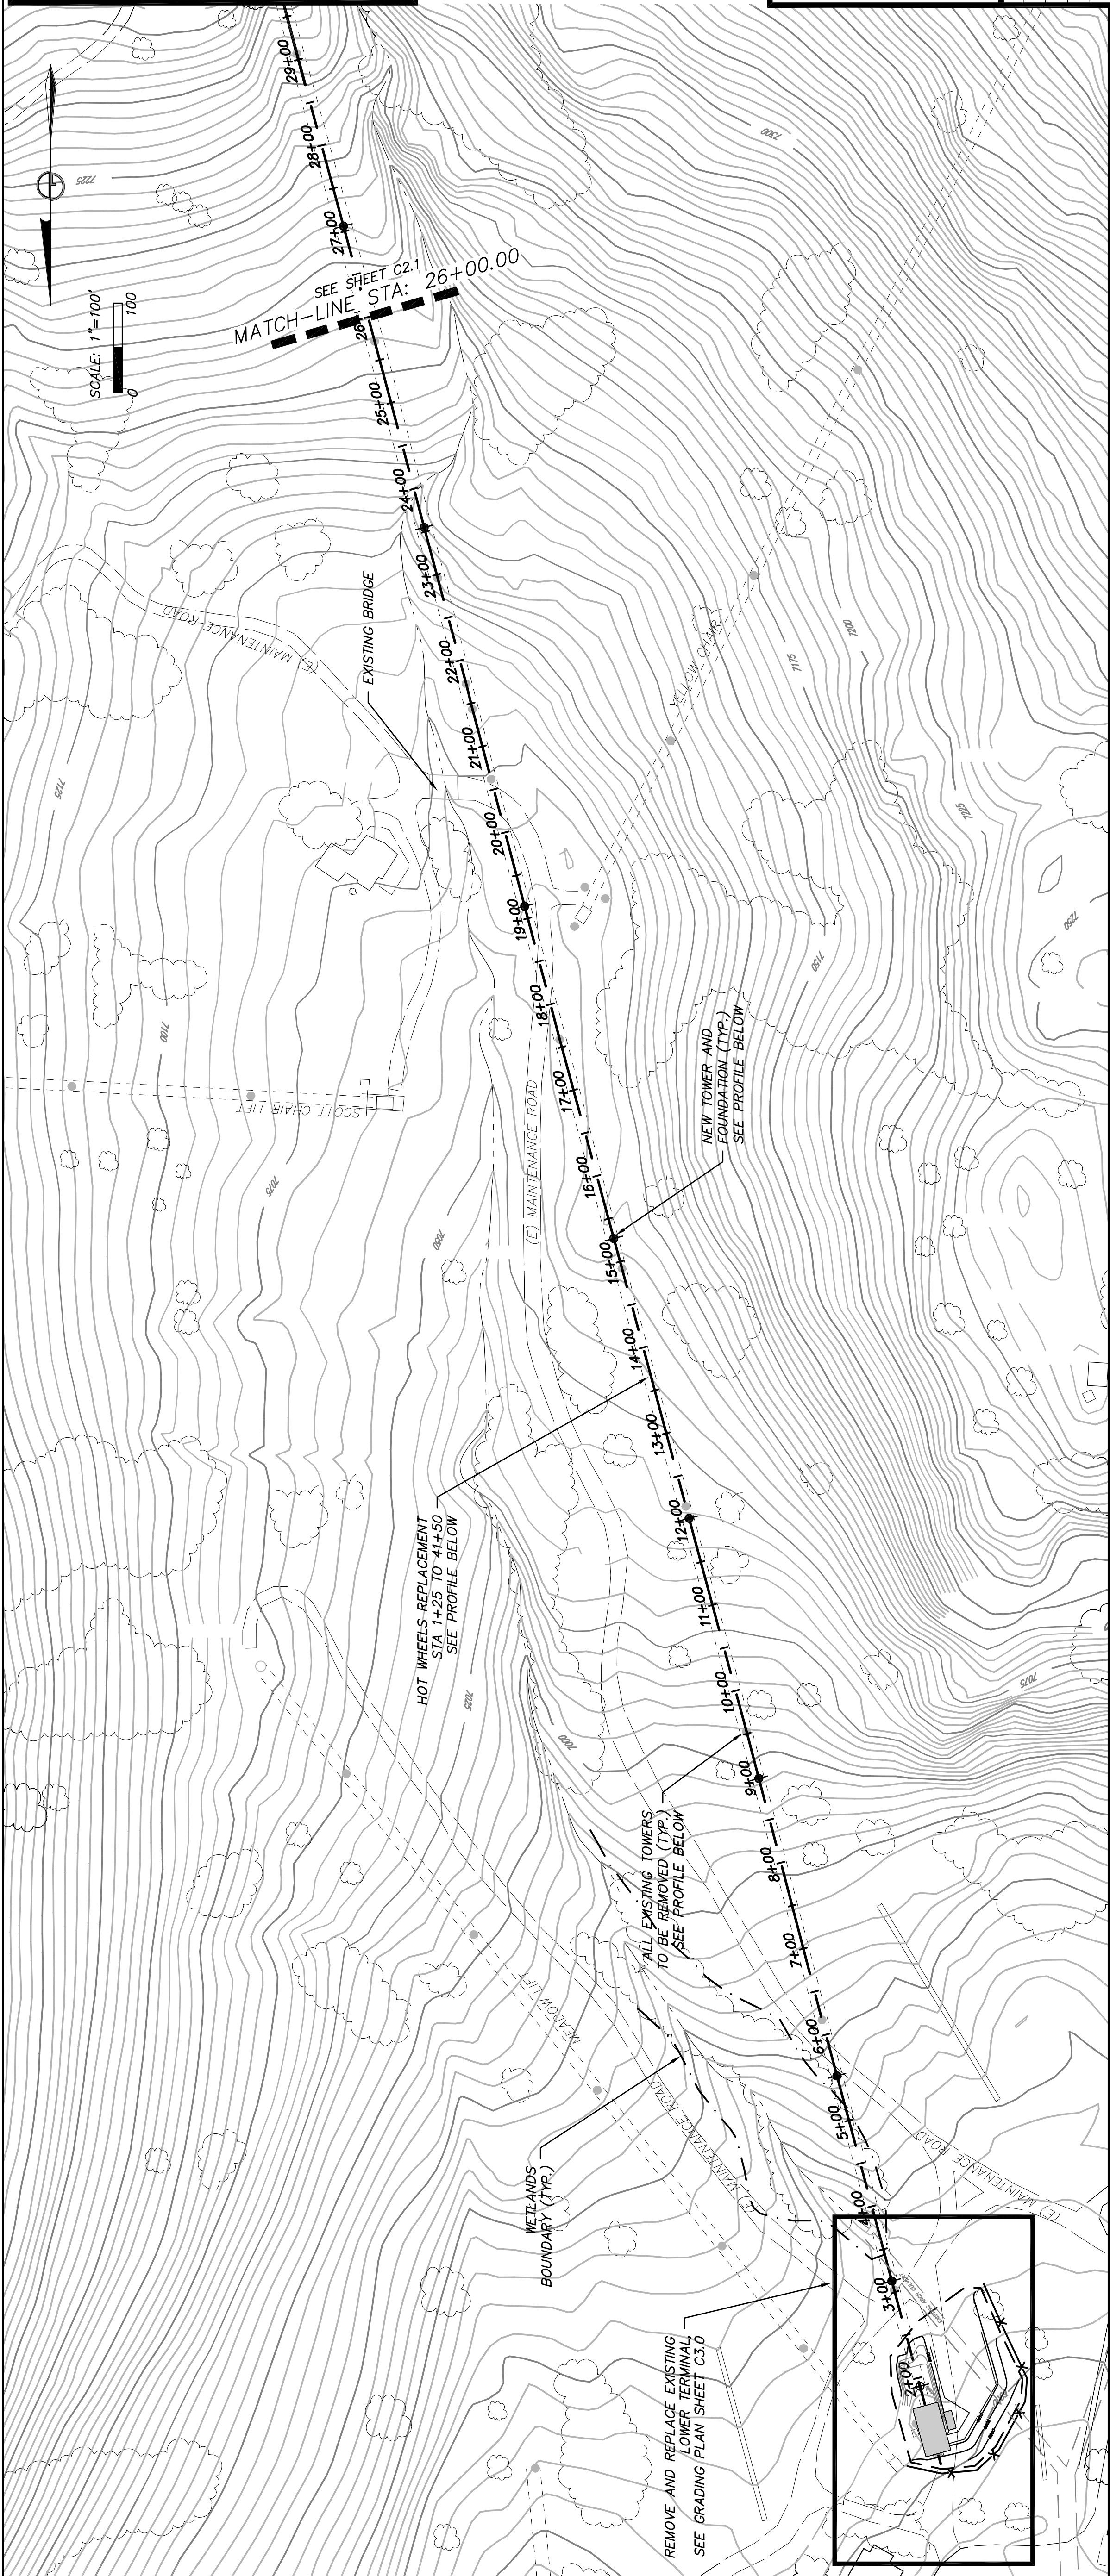 29+00
28+00
27+00
7225
7300
SCALE: 1"=100'
0
100
SEE SHEET C2.1
MATCH-LINE STA: 26+00.00
26
25+00
24+00
23+00
22+00
21+00
20+00
19+00
18+00
17+00
16+00
15+00
14+00
13+00
12+00
11+00
10+00
9+00
8+00
7+00
6+00
5+00
4+00
3+00
2+00
(E) MAINTENANCE ROAD
EXISTING BRIDGE
YELLOW CHAIR
7200
7175
7125
7225
7250
7150
7100
SCOTT CHAIR LIFT
7075
7050
(E) MAINTENANCE ROAD
NEW TOWER AND
FOUNDATION (TYP.)
SEE PROFILE BELOW
HOT WHEELS REPLACEMENT
STA 1+25 TO 41+50
SEE PROFILE BELOW
7025
7000
7075
ALL EXISTING TOWERS
TO BE REMOVED (TYP.)
SEE PROFILE BELOW
MEADOW LIFT
(E) MAINTENANCE ROAD
(E) MAINTENANCE ROAD
WETLANDS
BOUNDARY (TYP.)
REMOVE AND REPLACE EXISTING
LOWER TERMINAL,
SEE GRADING PLAN SHEET C3.0